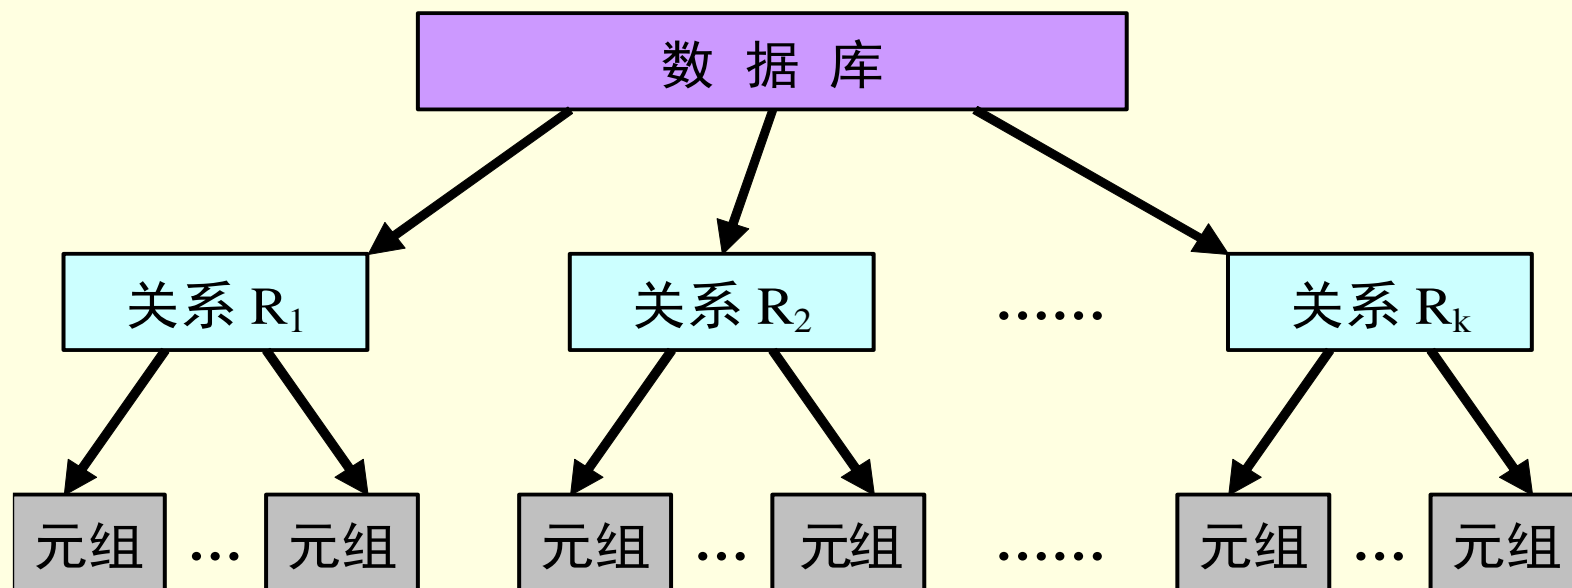 数 据 库
关系 R₁ 关系 R₂ ...... 关系 Rₖ
元组 ... 元组 元组 ... 元组 ...... 元组 ... 元组